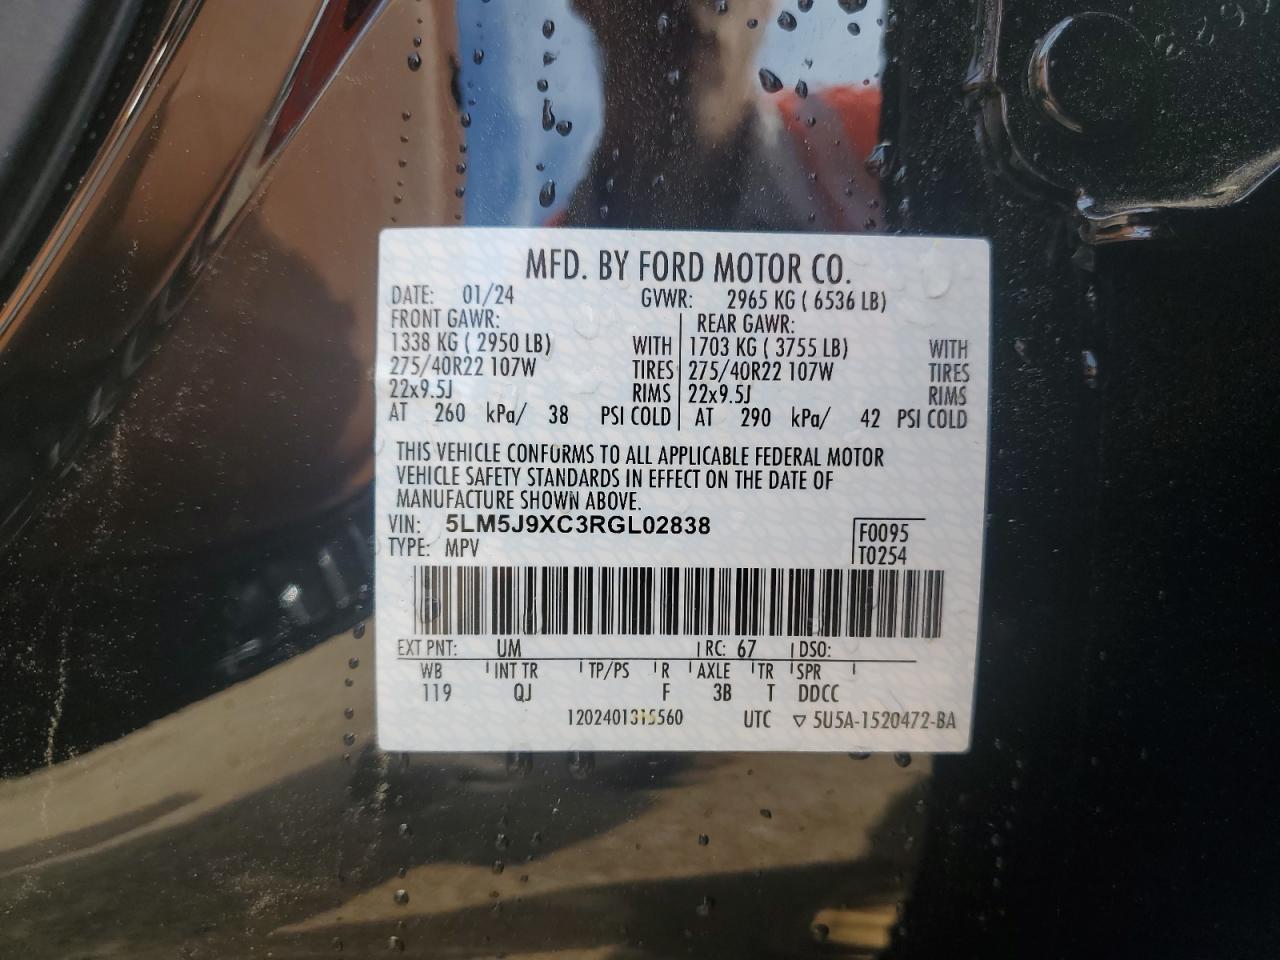 MFD. BY FORD MOTOR CO.
DATE: 01/24 GVWR: 2965 KG ( 6536 LB)
FRONT GAWR: REAR GAWR:
1338 KG ( 2950 LB) WITH 1703 KG ( 3755 LB) WITH
275/40R22 107W TIRES 275/40R22 107W TIRES
22x9.5J RIMS 22x9.5J RIMS
AT 260 kPa/ 38 PSI COLD AT 290 kPa/ 42 PSI COLD
THIS VEHICLE CONFORMS TO ALL APPLICABLE FEDERAL MOTOR
VEHICLE SAFETY STANDARDS IN EFFECT ON THE DATE OF
MANUFACTURE SHOWN ABOVE.
VIN: 5LM5J9XC3RGL02838 F0095
TYPE: MPV T0254
EXT PNT: UM RC: 67 DSO:
WB INT TR TP/PS R AXLE TR SPR
119 QJ F 3B T DDCC
1202401315560 UTC ▽ 5U5A-1520472-BA